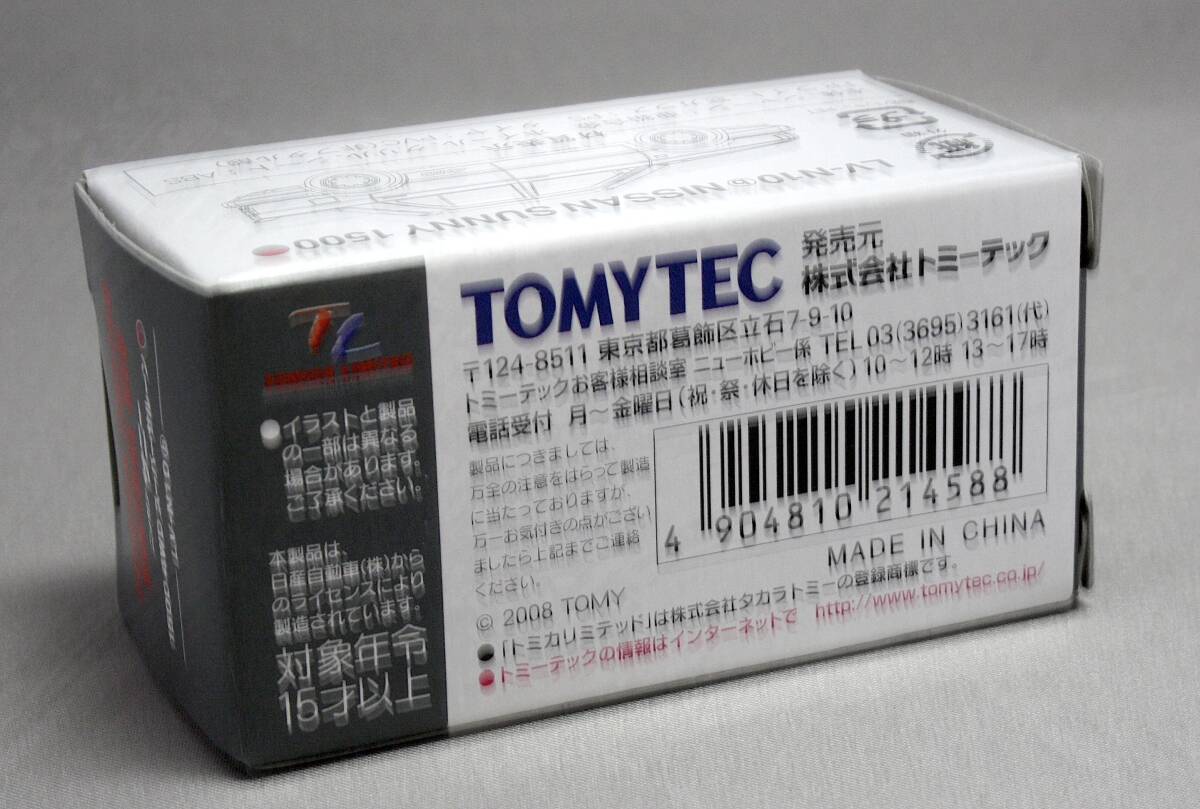 LV-N10ⓑ NISSAN SUNNY 1500
TOMYTEC
発売元
株式会社トミーテック
〒124-8511 東京都葛飾区立石7-9-10
トミーテックお客様相談室 ニューホビー係 TEL 03(3695)3161(代)
電話受付 月～金曜日(祝・祭・休日を除く)10～12時 13～17時
製品につきましては、
万全の注意をはらって製造
に当たっておりますが、
万一お気付きの点がござい
ましたら上記までご連絡
ください。
4 904810 214588
MADE IN CHINA
© 2008 TOMY
●「トミカリミテッド」は株式会社タカラトミーの登録商標です。
●トミーテックの情報はインターネットで http://www.tomytec.co.jp/
TL
TOMICA LIMITED
●イラストと製品
の一部は異なる
場合があります。
ご了承ください。
本製品は、
日産自動車(株)から
のライセンスにより
製造されています。
対象年令
15才以上